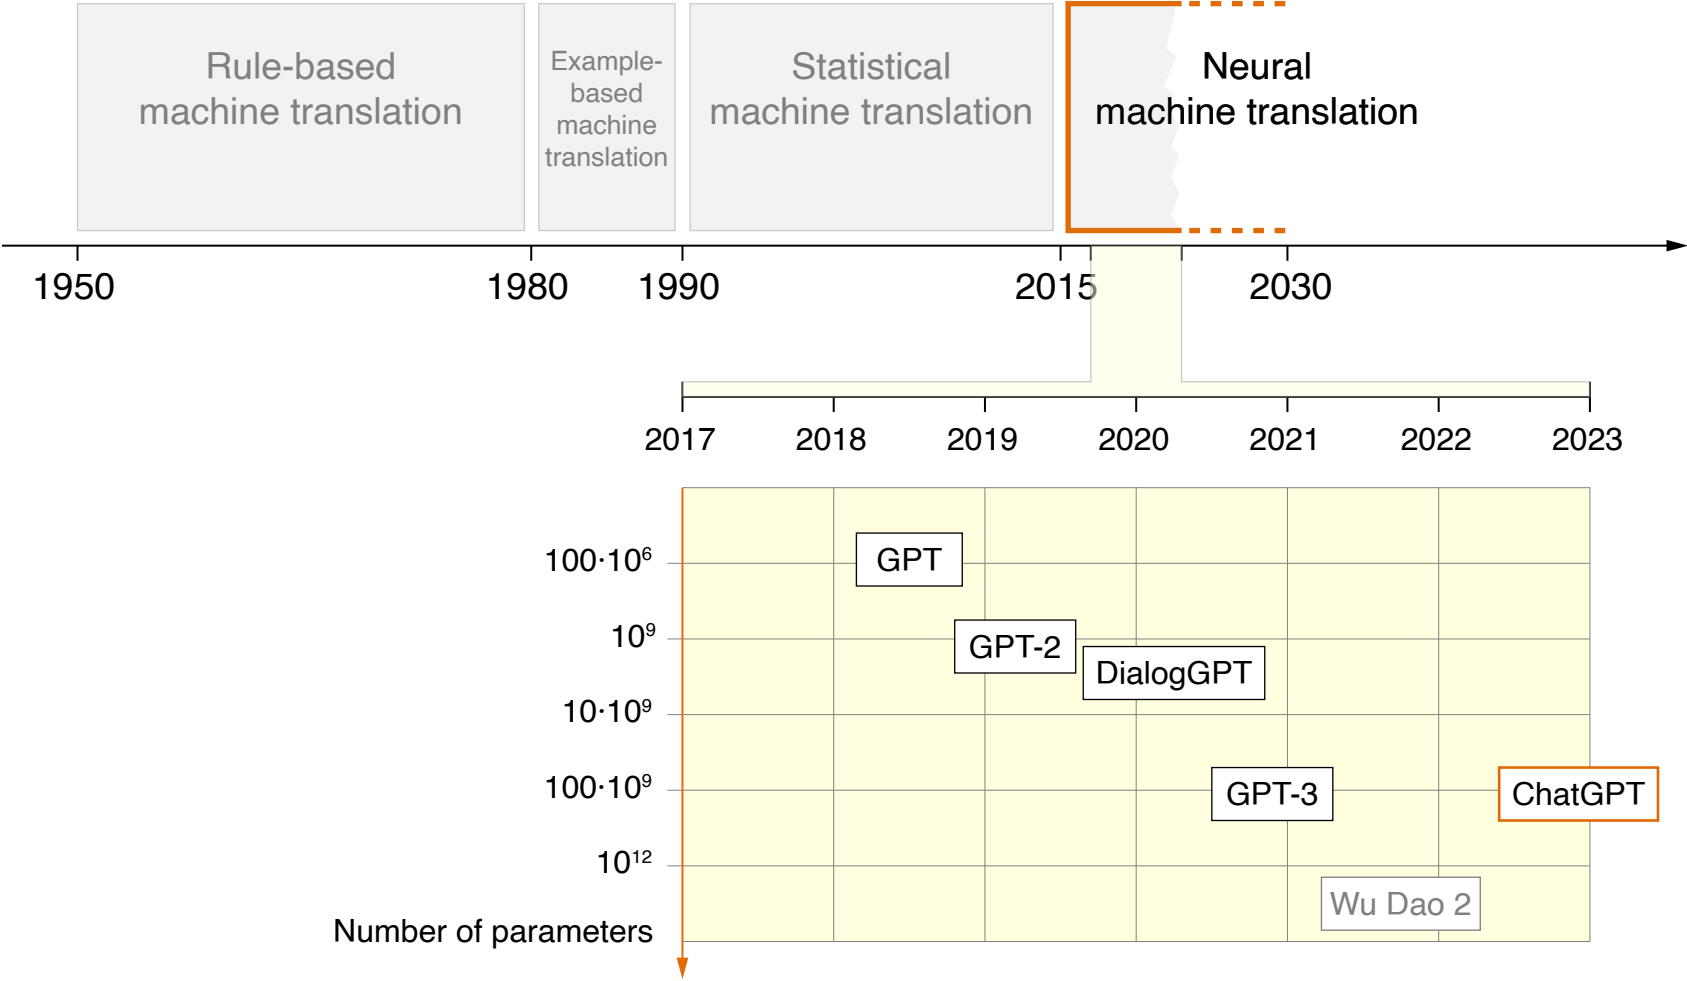 Rule-based
machine translation
Example-
based
machine
translation
Statistical
machine translation
Neural
machine translation
1950
1980
1990
2015
2030
2017
2018
2019
2020
2021
2022
2023
100·10⁶
GPT
10⁹
GPT-2
DialogGPT
10·10⁹
100·10⁹
GPT-3
ChatGPT
10¹²
Wu Dao 2
Number of parameters